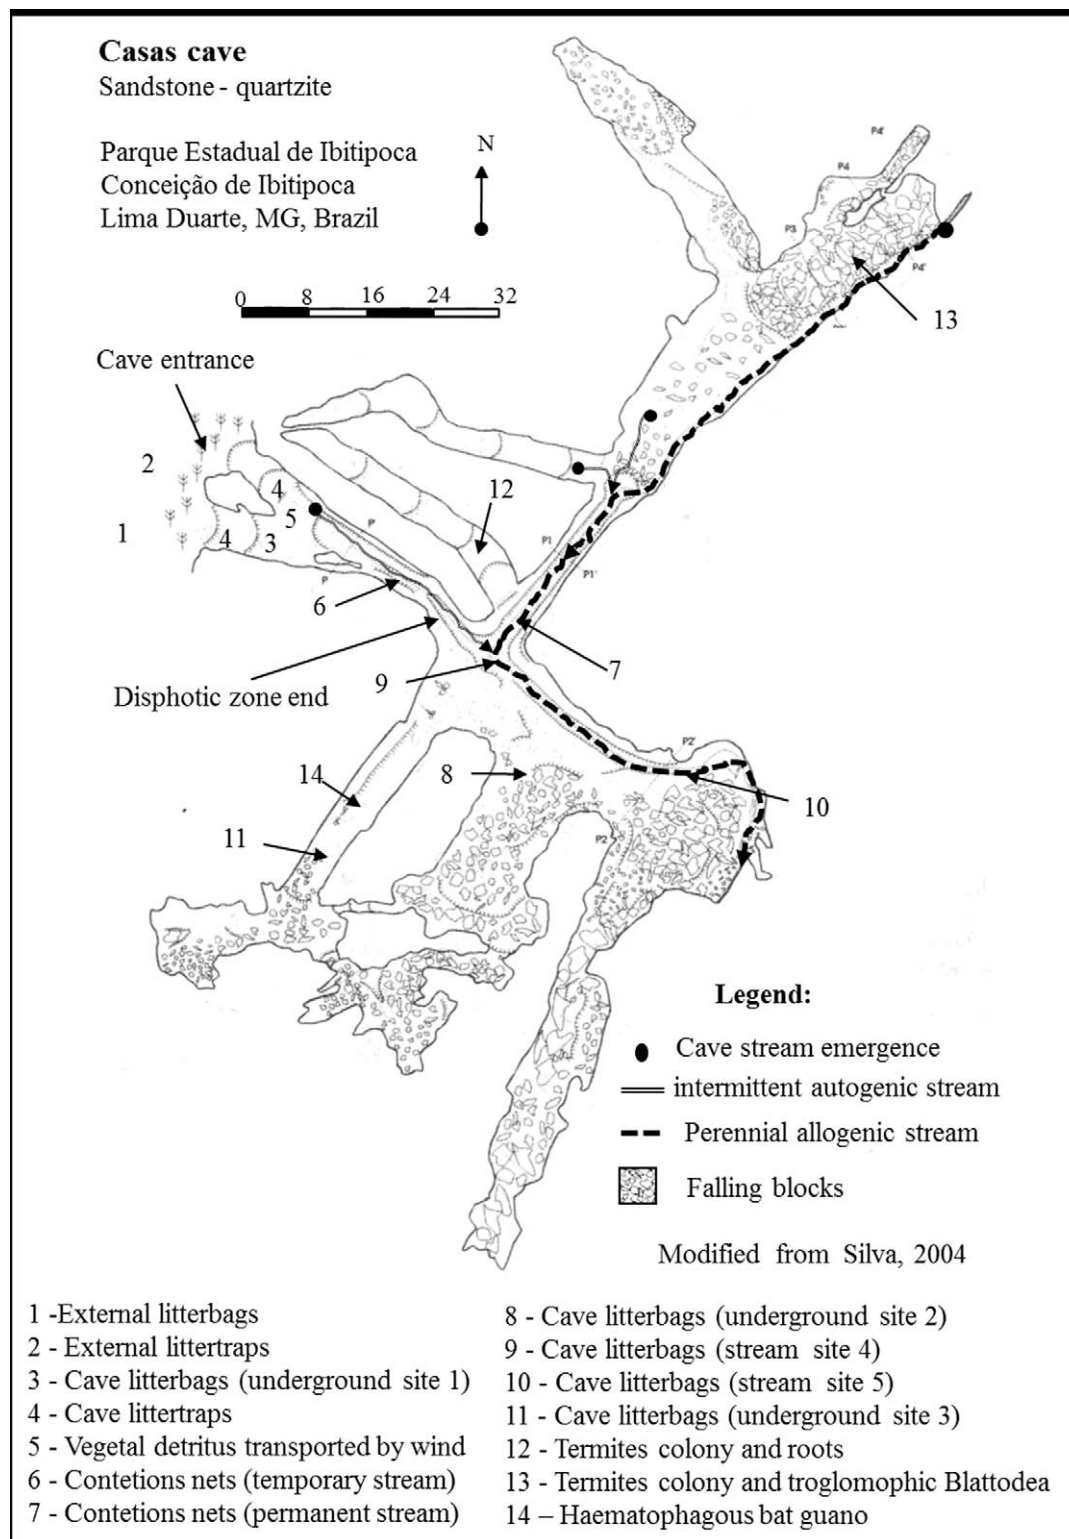 Casas cave
Sandstone - quartzite
Parque Estadual de Ibitipoca
Conceição de Ibitipoca
Lima Duarte, MG, Brazil
N
0 8 16 24 32
Cave entrance
P4'
P4
P3
P4'
13
2
1
4
4
3
5
12
P
P
P1
P1'
6
7
9
Disphotic zone end
P2'
14
8
10
11
P2
Legend:
Cave stream emergence
intermittent autogenic stream
Perennial allogenic stream
Falling blocks
Modified from Silva, 2004
1 -External litterbags
2 - External littertraps
3 - Cave litterbags (underground site 1)
4 - Cave littertraps
5 - Vegetal detritus transported by wind
6 - Contetions nets (temporary stream)
7 - Contetions nets (permanent stream)
8 - Cave litterbags (underground site 2)
9 - Cave litterbags (stream site 4)
10 - Cave litterbags (stream site 5)
11 - Cave litterbags (underground site 3)
12 - Termites colony and roots
13 - Termites colony and troglomophic Blattodea
14 – Haematophagous bat guano